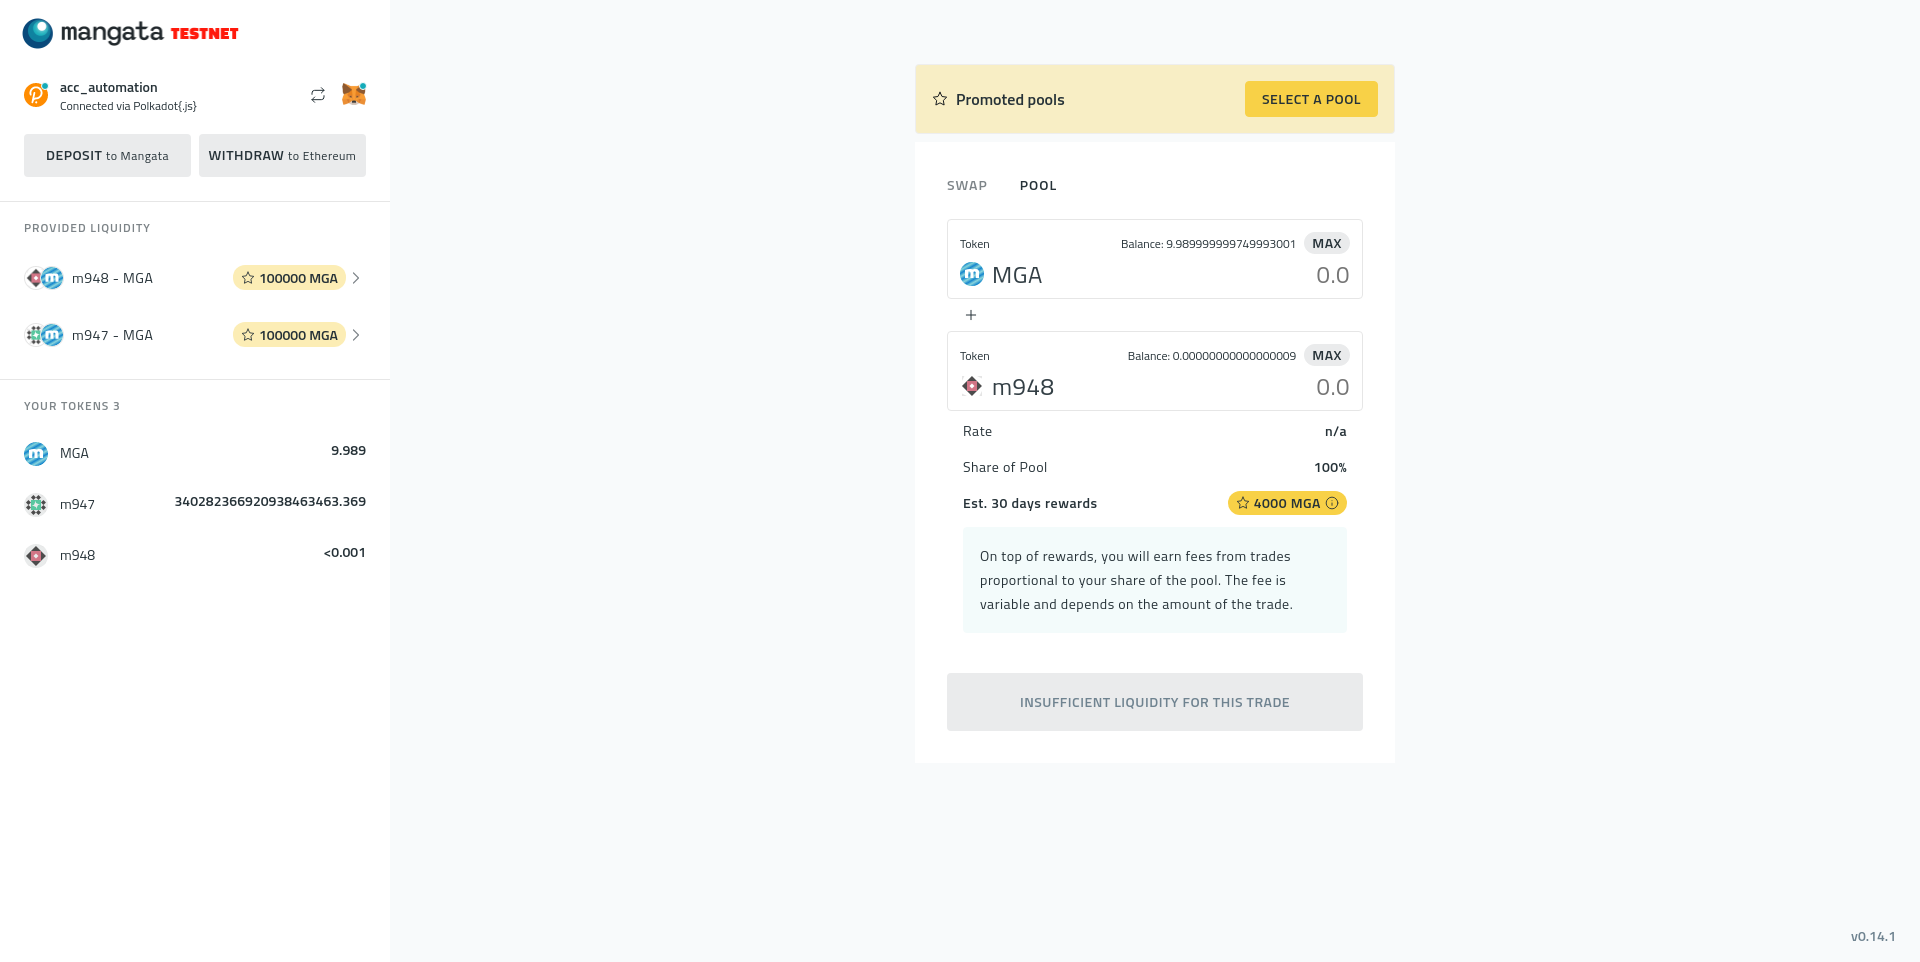 mangata TESTNET
acc_automation
Connected via Polkadot{.js}
DEPOSIT to Mangata
WITHDRAW to Ethereum
PROVIDED LIQUIDITY
m948 - MGA
100000 MGA
m947 - MGA
100000 MGA
YOUR TOKENS 3
MGA
9.989
m947
340282366920938463463.369
m948
<0.001
Promoted pools
SELECT A POOL
SWAP
POOL
Token
Balance: 9.989999999749993001
MAX
MGA
0.0
Token
Balance: 0.00000000000000009
MAX
m948
0.0
Rate
n/a
Share of Pool
100%
Est. 30 days rewards
4000 MGA
On top of rewards, you will earn fees from trades
proportional to your share of the pool. The fee is
variable and depends on the amount of the trade.
INSUFFICIENT LIQUIDITY FOR THIS TRADE
v0.14.1